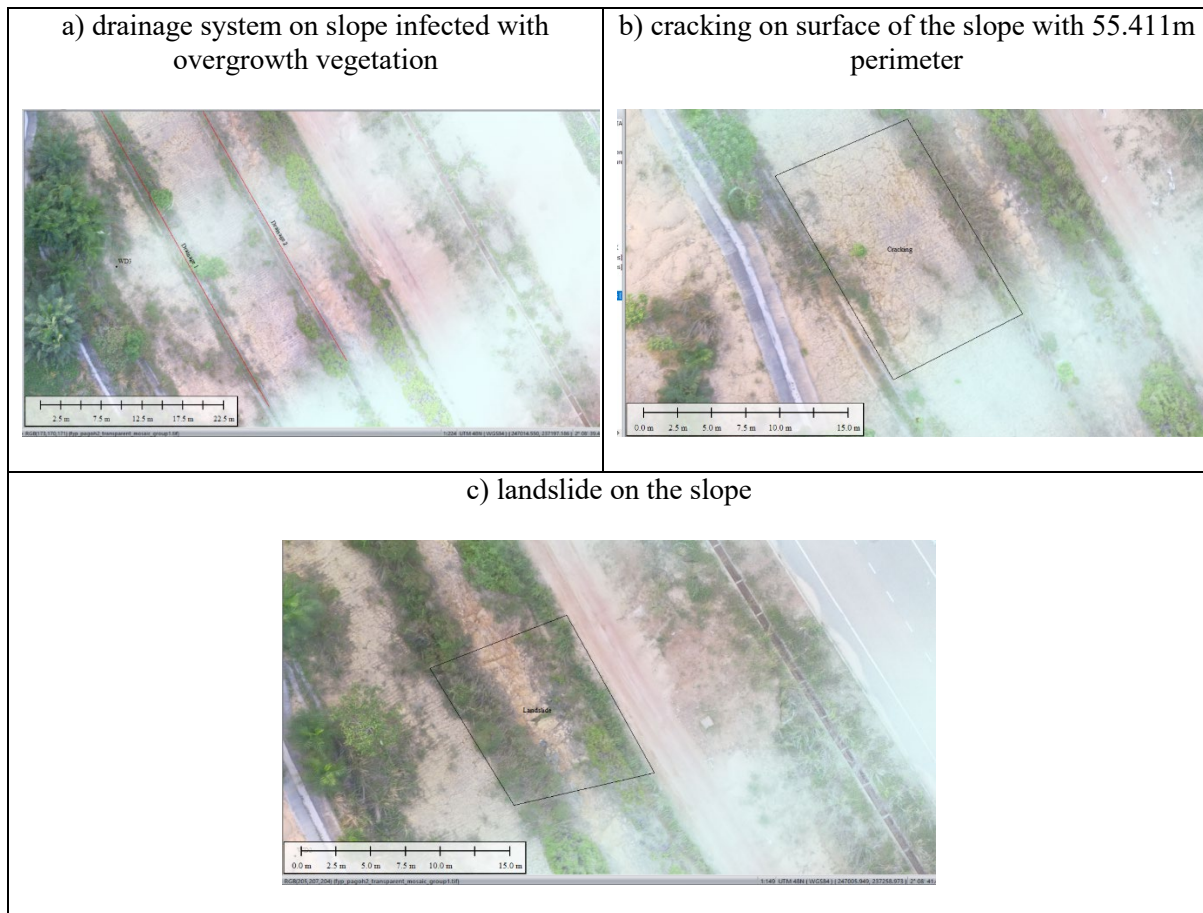 a) drainage system on slope infected with
overgrowth vegetation
Drainage 1
Drainage 2
WD3
2.5 m 7.5 m 12.5 m 17.5 m 22.5 m
b) cracking on surface of the slope with 55.411m
perimeter
Cracking
0.0 m 2.5 m 5.0 m 7.5 m 10.0 m 15.0 m
c) landslide on the slope
Landslide
0.0 m 2.5 m 5.0 m 7.5 m 10.0 m 15.0 m